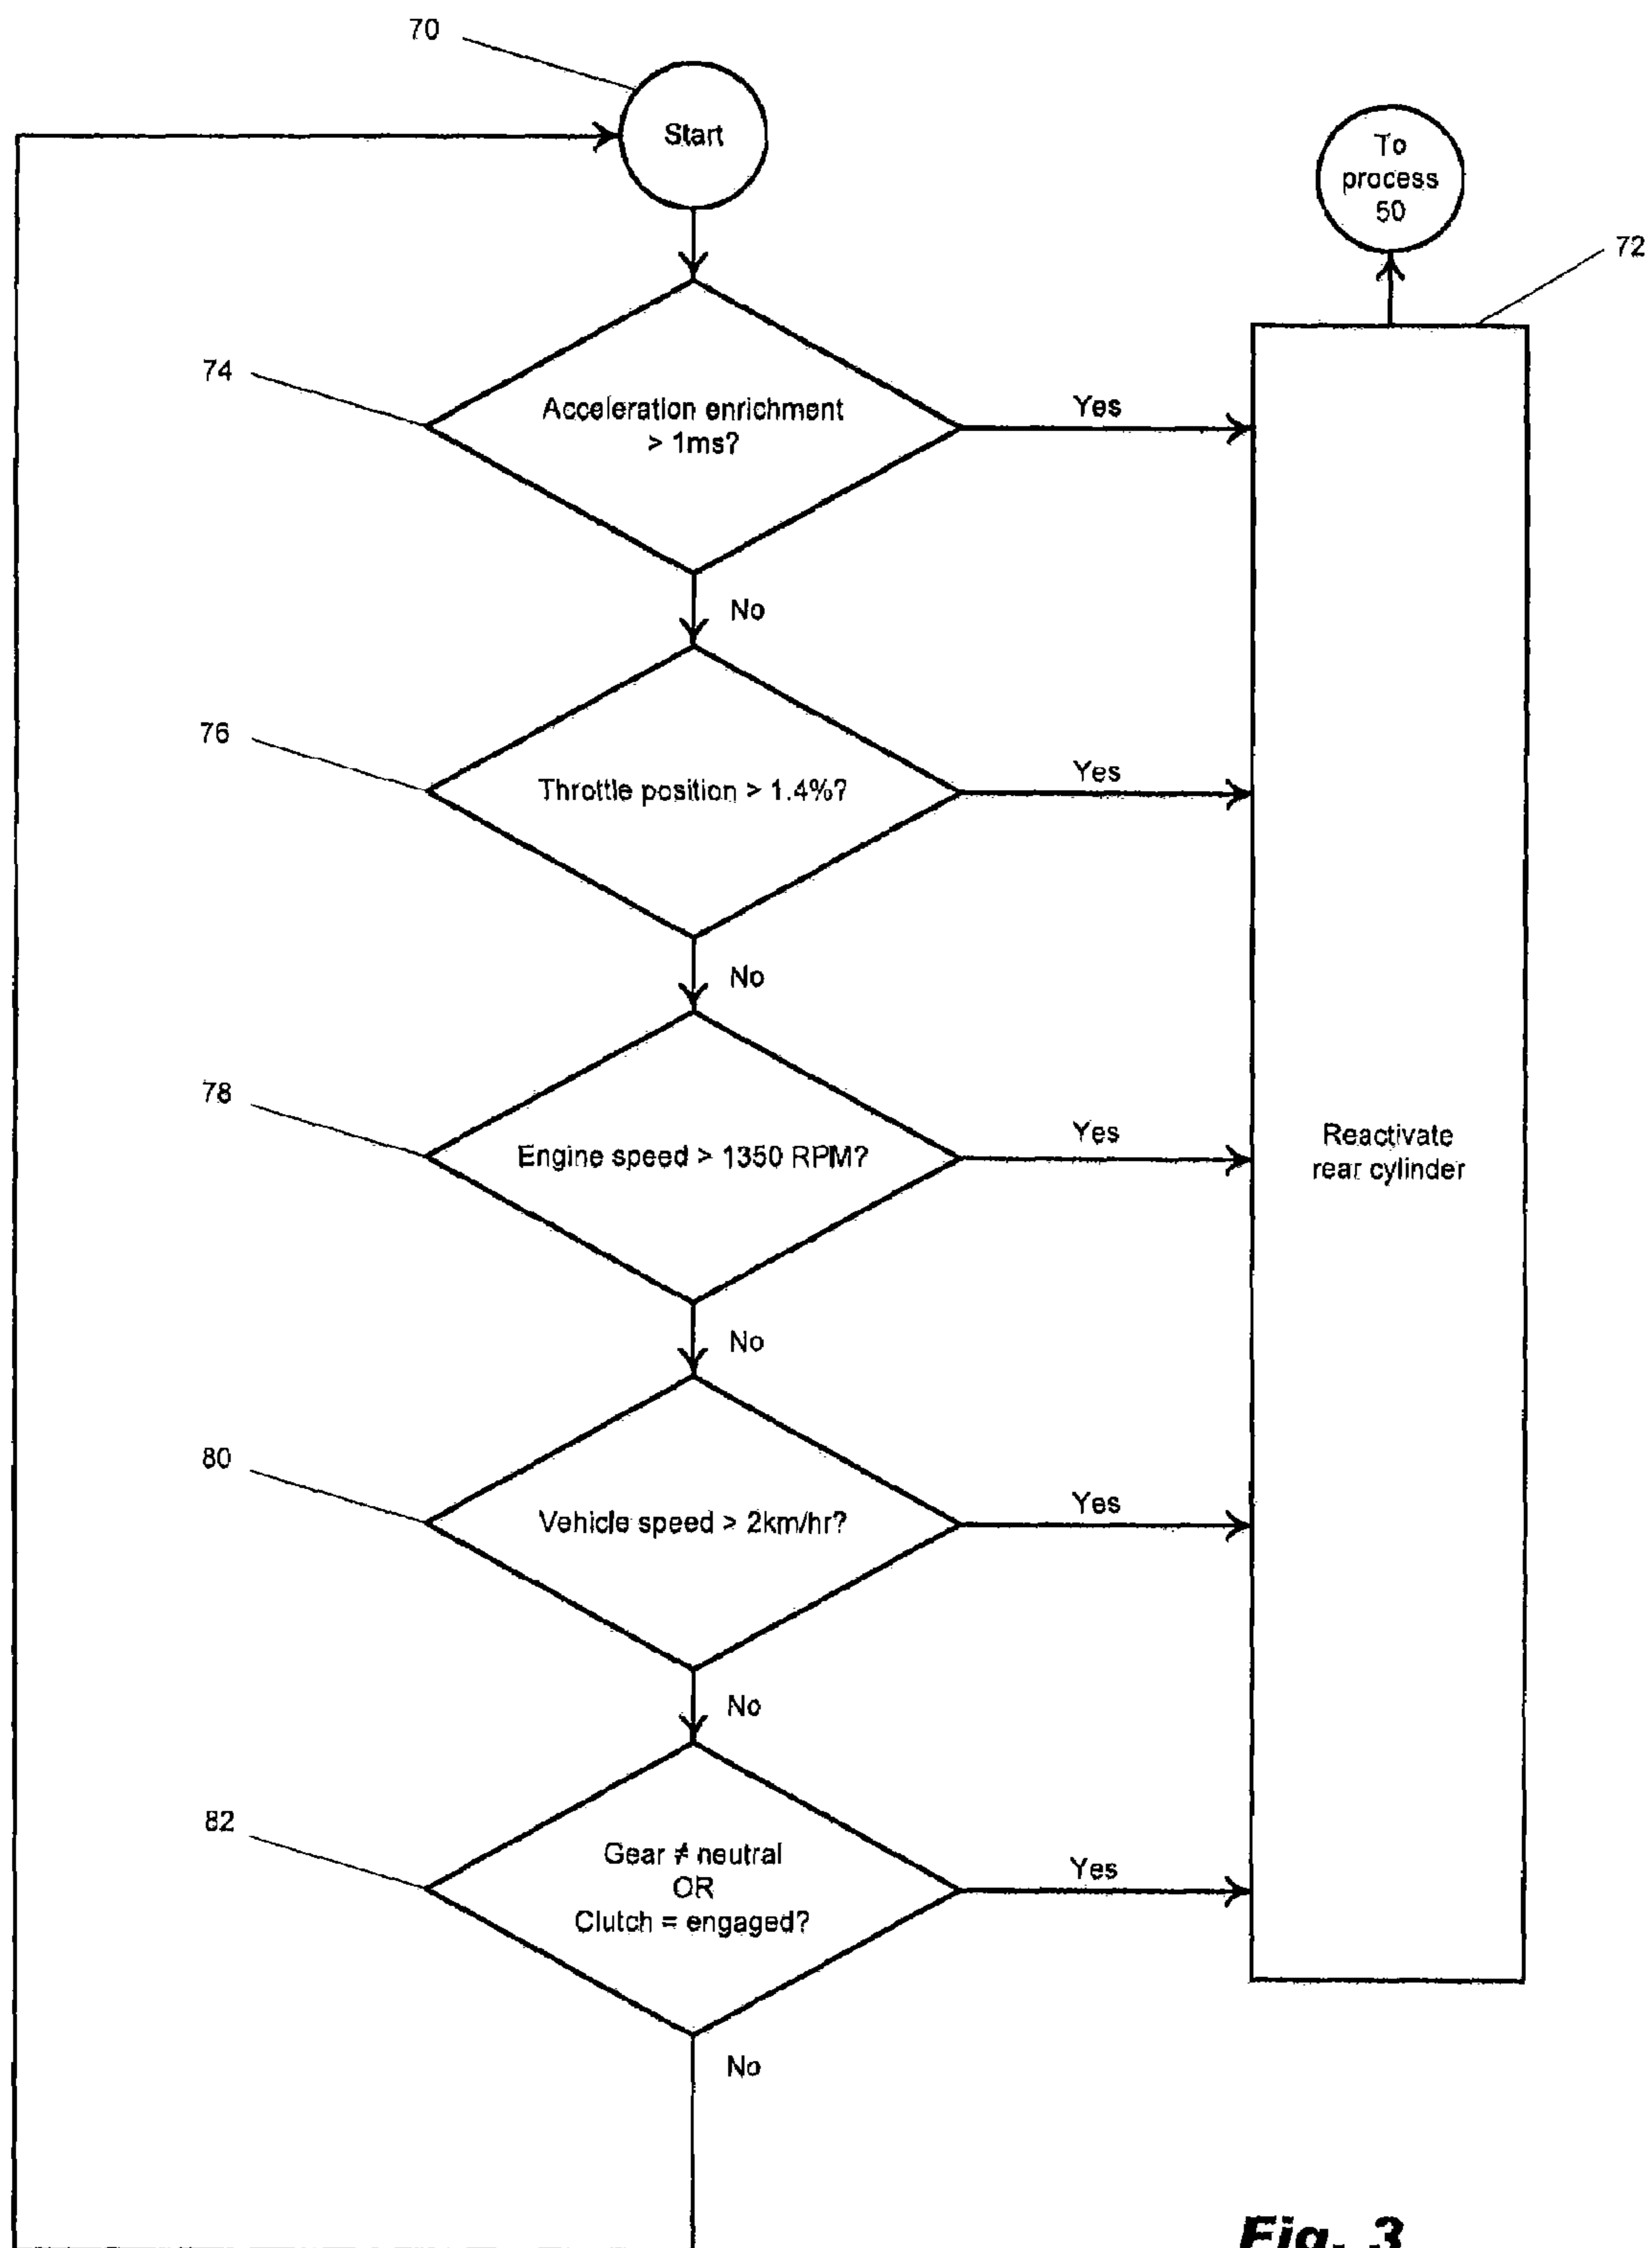 70
Start
To
process
50
72
74
Acceleration enrichment
> 1ms?
Yes
No
76
Throttle position > 1.4%?
Yes
No
78
Engine speed > 1350 RPM?
Yes
Reactivate
rear cylinder
No
80
Vehicle speed > 2km/hr?
Yes
No
82
Gear ≠ neutral
OR
Clutch = engaged?
Yes
No
Fig. 3